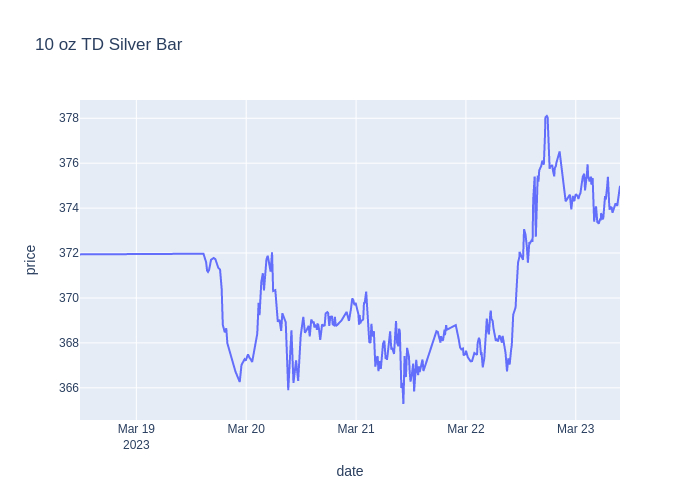 10 oz TD Silver Bar
378
376
374
372
370
368
366
price
Mar 19
2023
Mar 20
Mar 21
Mar 22
Mar 23
date